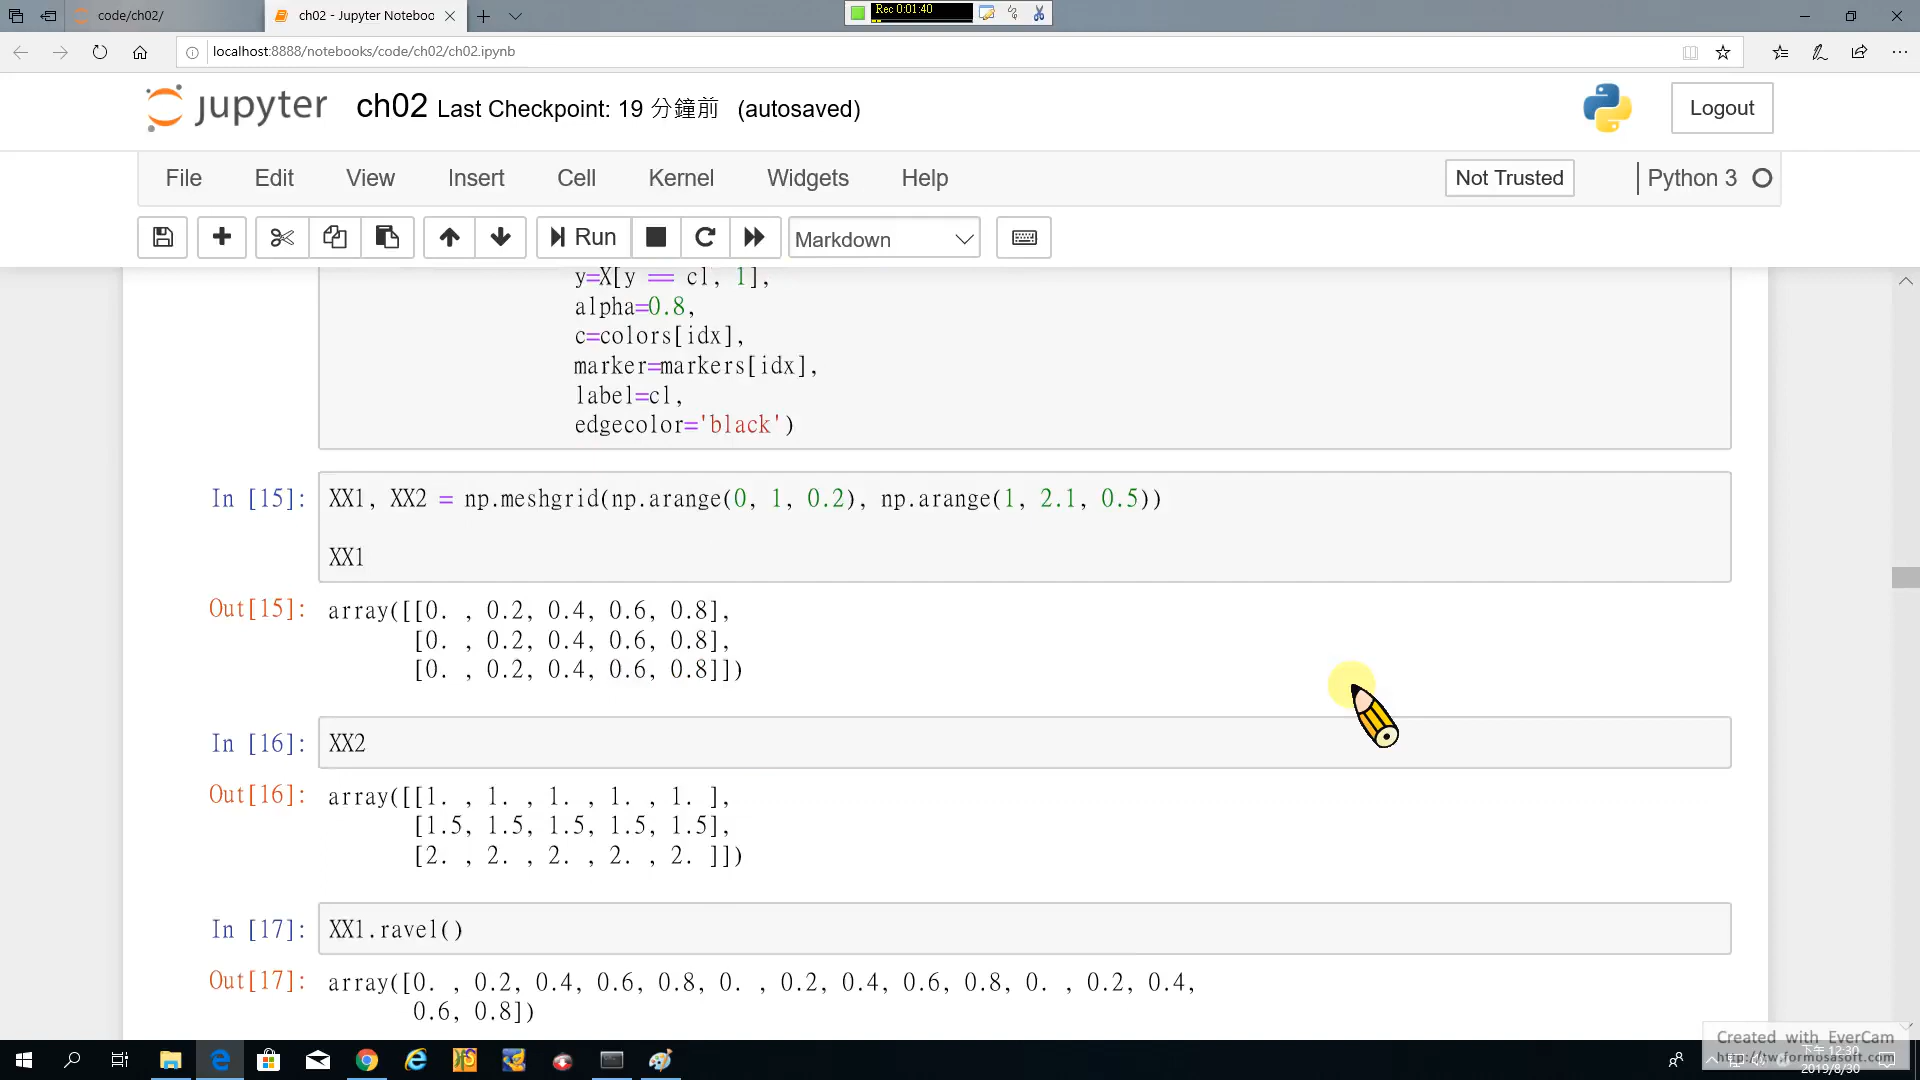 code/ch02/
ch02 - Jupyter Noteboo
Rec 0:01:40
localhost:8888/notebooks/code/ch02/ch02.ipynb
jupyter ch02 Last Checkpoint: 19 分鐘前 (autosaved)
Logout
File Edit View Insert Cell Kernel Widgets Help
Not Trusted
Python 3
Run
Markdown
y=X[y == cl, 1],
alpha=0.8,
c=colors[idx],
marker=markers[idx],
label=cl,
edgecolor='black')
In [15]: XX1, XX2 = np.meshgrid(np.arange(0, 1, 0.2), np.arange(1, 2.1, 0.5))
XX1
Out[15]: array([[0. , 0.2, 0.4, 0.6, 0.8],
[0. , 0.2, 0.4, 0.6, 0.8],
[0. , 0.2, 0.4, 0.6, 0.8]])
In [16]: XX2
Out[16]: array([[1. , 1. , 1. , 1. , 1. ],
[1.5, 1.5, 1.5, 1.5, 1.5],
[2. , 2. , 2. , 2. , 2. ]])
In [17]: XX1.ravel()
Out[17]: array([0. , 0.2, 0.4, 0.6, 0.8, 0. , 0.2, 0.4, 0.6, 0.8, 0. , 0.2, 0.4,
0.6, 0.8])
Created with EverCam
http://tw.formosasoft.com
下午 12:30
2019/8/30